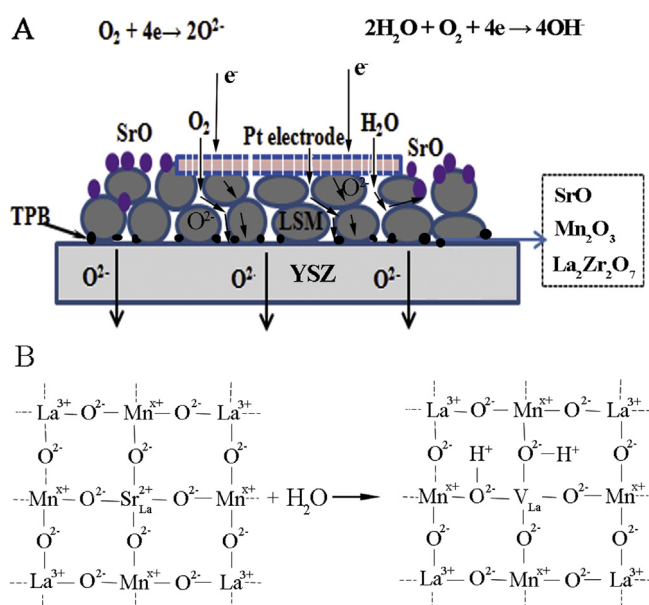 A
O₂ + 4e → 2O²⁻
2H₂O + O₂ + 4e → 4OH⁻
e⁻ e⁻
SrO O₂ Pt electrode H₂O SrO
O²⁻
TPB O²⁻ LSM
SrO
Mn₂O₃
La₂Zr₂O₇
O²⁻ O²⁻ YSZ O²⁻
B
La³⁺ O²⁻ Mnˣ⁺ O²⁻ La³⁺ La³⁺ O²⁻ Mnˣ⁺ O²⁻ La³⁺
O²⁻ O²⁻ O²⁻ O²⁻ H⁺ O²⁻ H⁺ O²⁻
Mnˣ⁺ O²⁻ Sr²⁺La O²⁻ Mnˣ⁺ + H₂O → Mnˣ⁺ O²⁻ VLa O²⁻ Mnˣ⁺
O²⁻ O²⁻ O²⁻ O²⁻ O²⁻ O²⁻
La³⁺ O²⁻ Mnˣ⁺ O²⁻ La³⁺ La³⁺ O²⁻ Mnˣ⁺ O²⁻ La³⁺